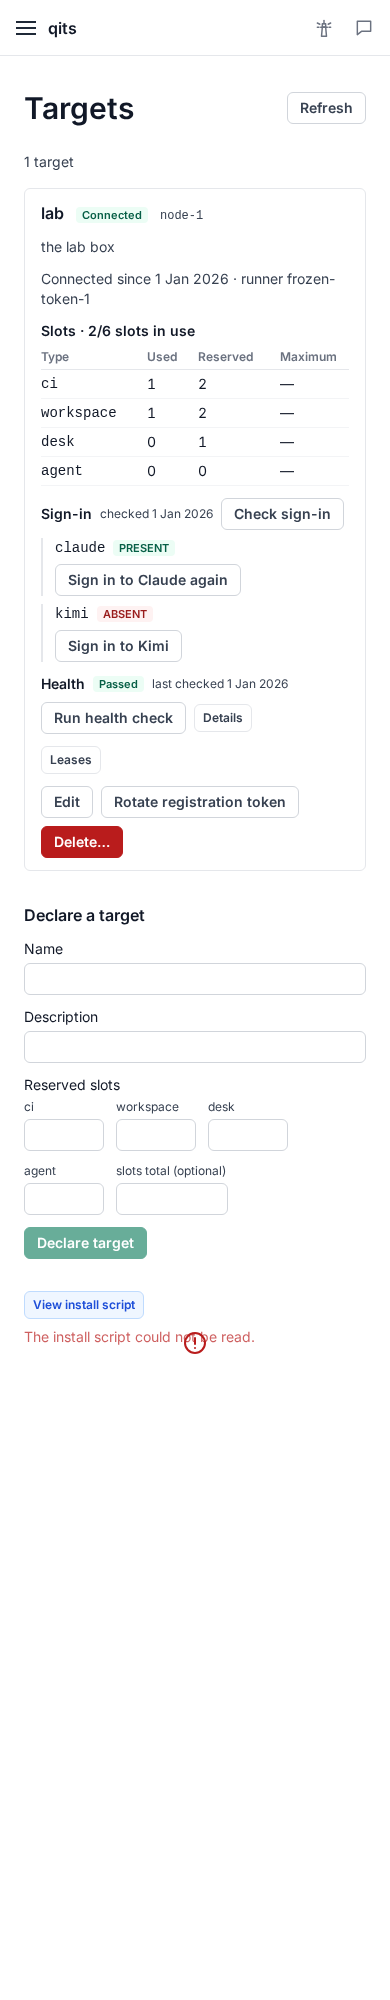 qits
Targets
Refresh
1 target
lab Connected node-1
the lab box
Connected since 1 Jan 2026 · runner frozen-
token-1
Slots · 2/6 slots in use
Type Used Reserved Maximum
ci 1 2 —
workspace 1 2 —
desk 0 1 —
agent 0 0 —
Sign-in checked 1 Jan 2026 Check sign-in
claude PRESENT
Sign in to Claude again
kimi ABSENT
Sign in to Kimi
Health Passed last checked 1 Jan 2026
Run health check Details
Leases
Edit Rotate registration token
Delete...
Declare a target
Name
Description
Reserved slots
ci workspace desk
agent slots total (optional)
Declare target
View install script
The install script could not be read.